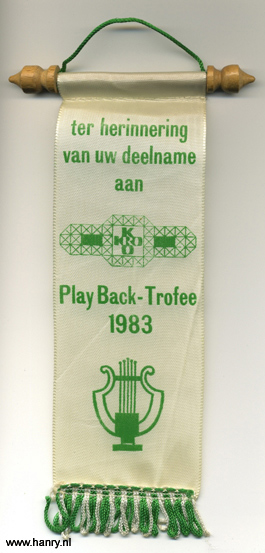 ter herinnering
van uw deelname
aan
KRO
Play Back-Trofee
1983
www.hanry.nl